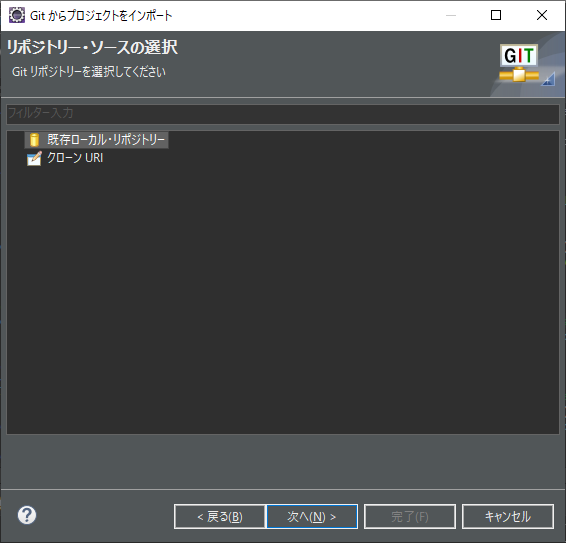 Git からプロジェクトをインポート
リポジトリー・ソースの選択
Git リポジトリーを選択してください
GIT
フィルター入力
既存ローカル・リポジトリー
クローン URI
?
< 戻る(B)
次へ(N) >
完了(F)
キャンセル